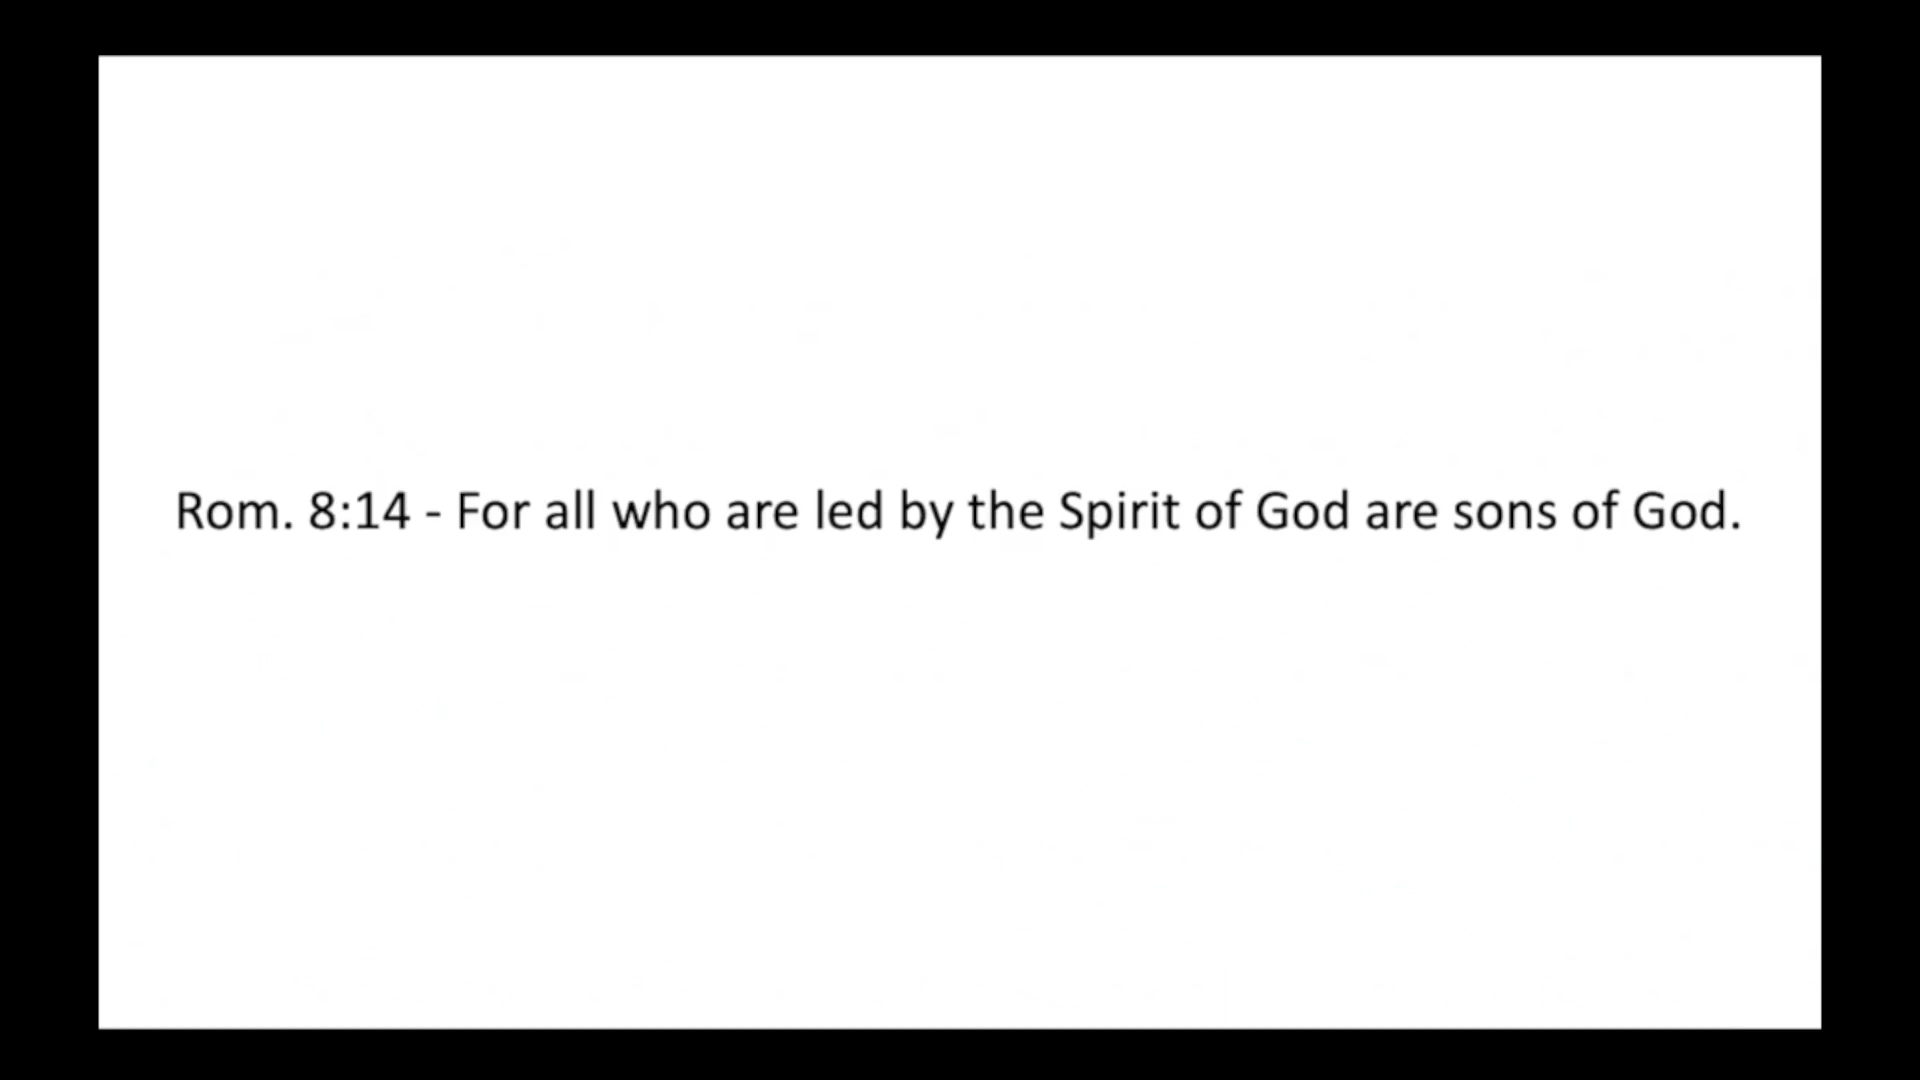 Rom. 8:14 - For all who are led by the Spirit of God are sons of God.